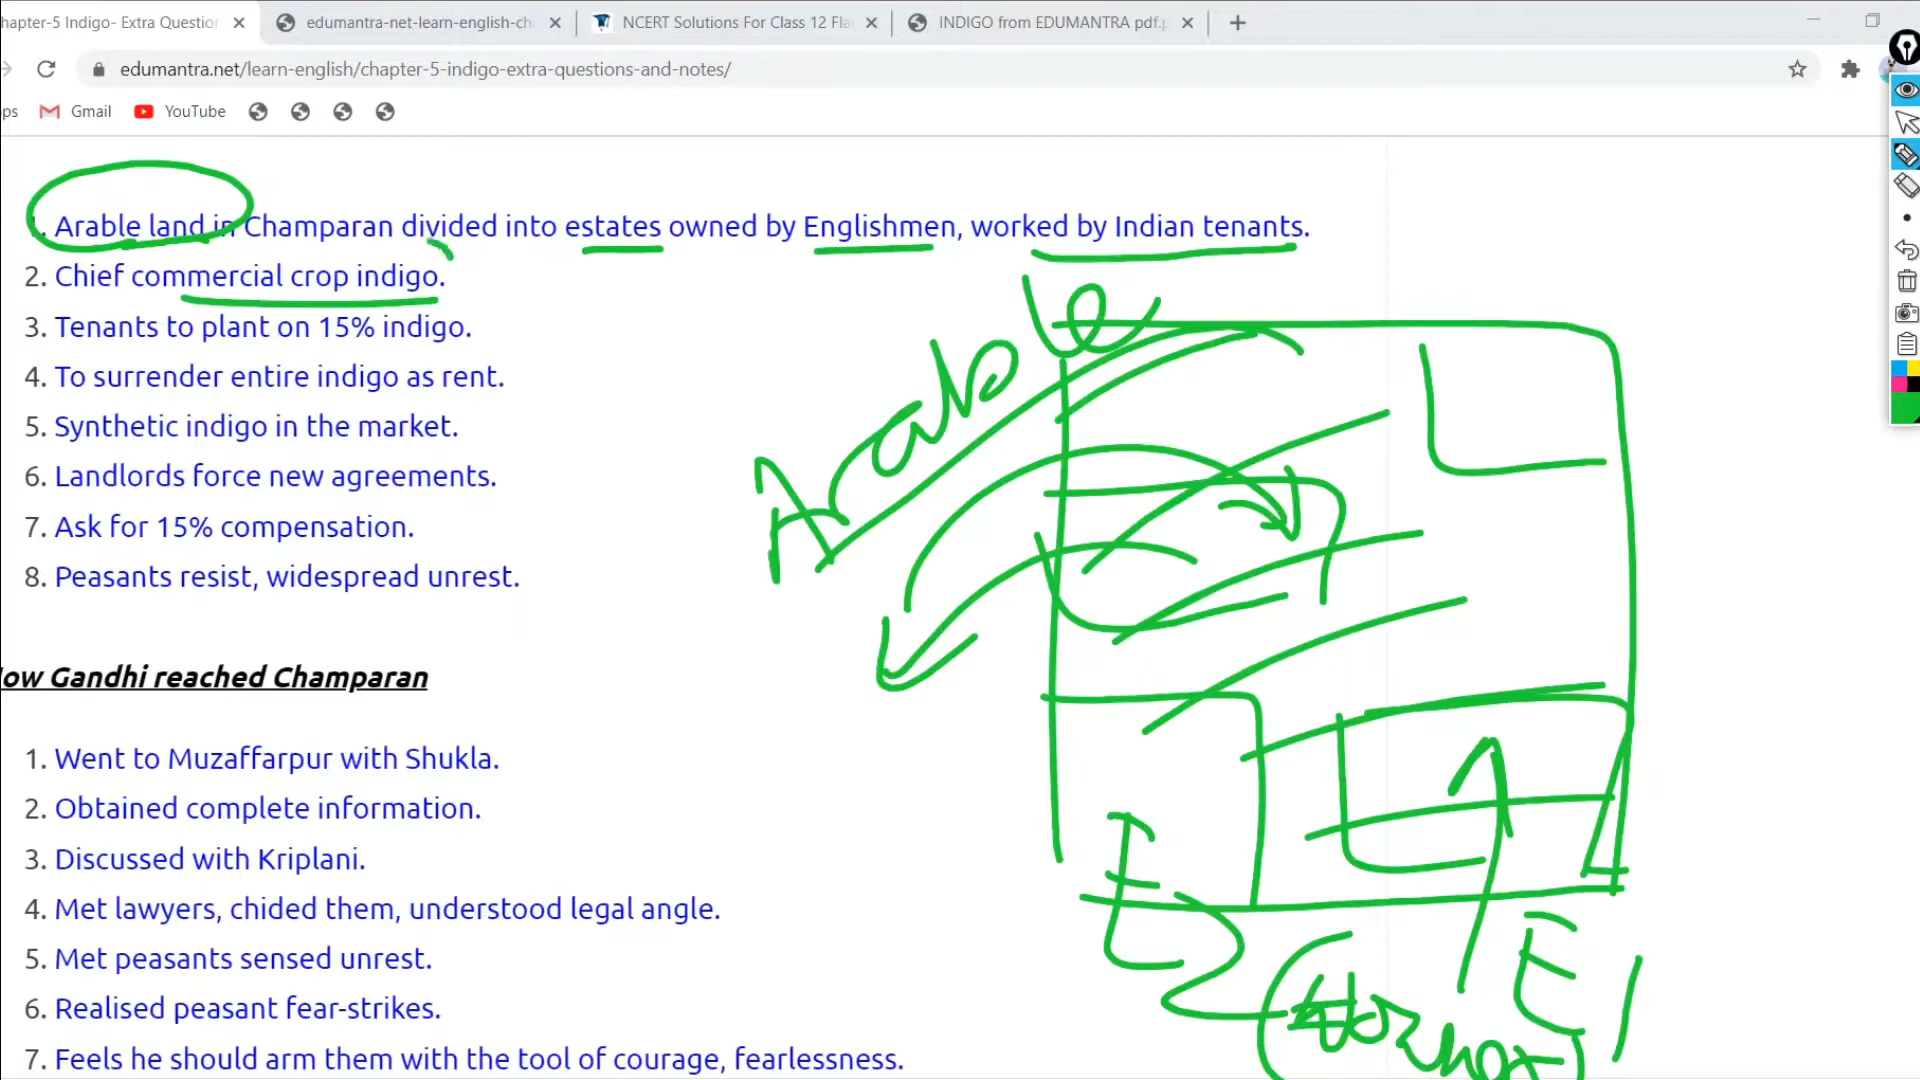 hapter-5 Indigo- Extra Question
edumantra-net-learn-english-ch
NCERT Solutions For Class 12 Fla
INDIGO from EDUMANTRA pdf.p
edumantra.net/learn-english/chapter-5-indigo-extra-questions-and-notes/
ps
Gmail
YouTube
1. Arable land in Champaran divided into estates owned by Englishmen, worked by Indian tenants.
2. Chief commercial crop indigo.
3. Tenants to plant on 15% indigo.
4. To surrender entire indigo as rent.
5. Synthetic indigo in the market.
6. Landlords force new agreements.
7. Ask for 15% compensation.
8. Peasants resist, widespread unrest.
Arable
ow Gandhi reached Champaran
1. Went to Muzaffarpur with Shukla.
2. Obtained complete information.
3. Discussed with Kriplani.
4. Met lawyers, chided them, understood legal angle.
5. Met peasants sensed unrest.
6. Realised peasant fear-strikes.
7. Feels he should arm them with the tool of courage, fearlessness.
E2
E1